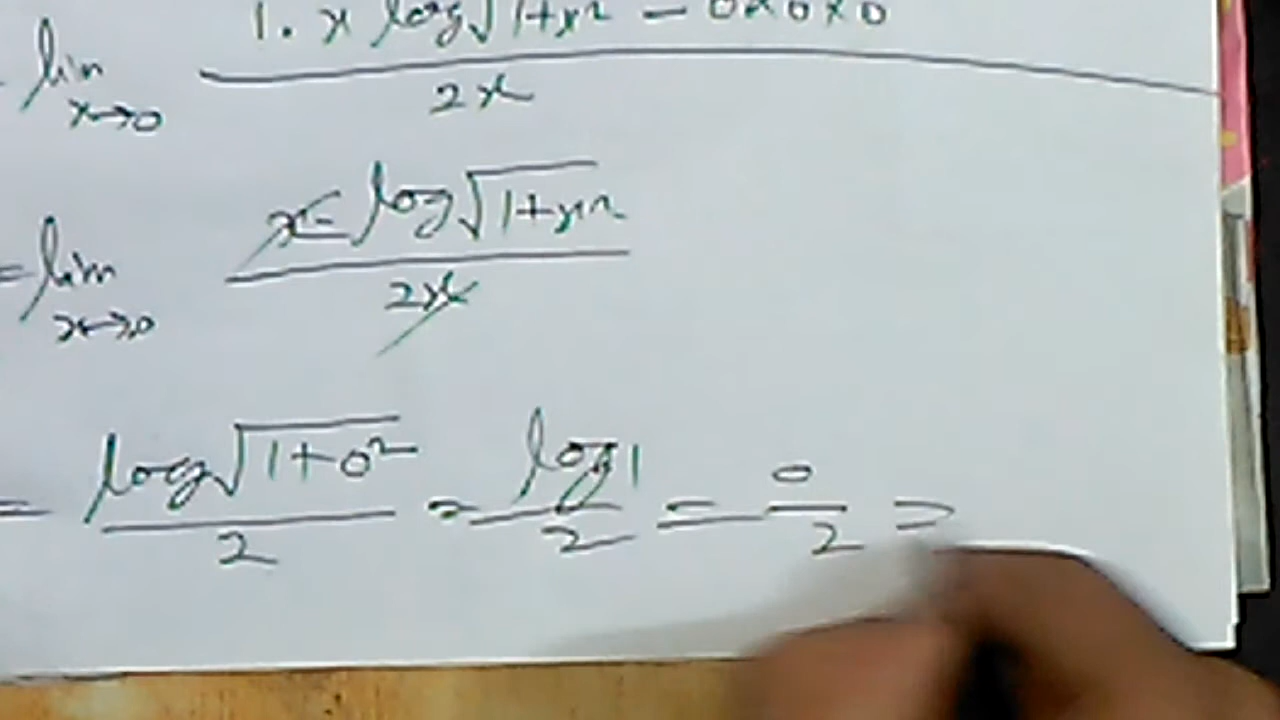 lim x→0 1. x log√1+x² - 0×0×0 / 2x
= lim x→0 x log√1+x² / 2x
= log√1+0² / 2 = log 1 / 2 = 0 / 2 =